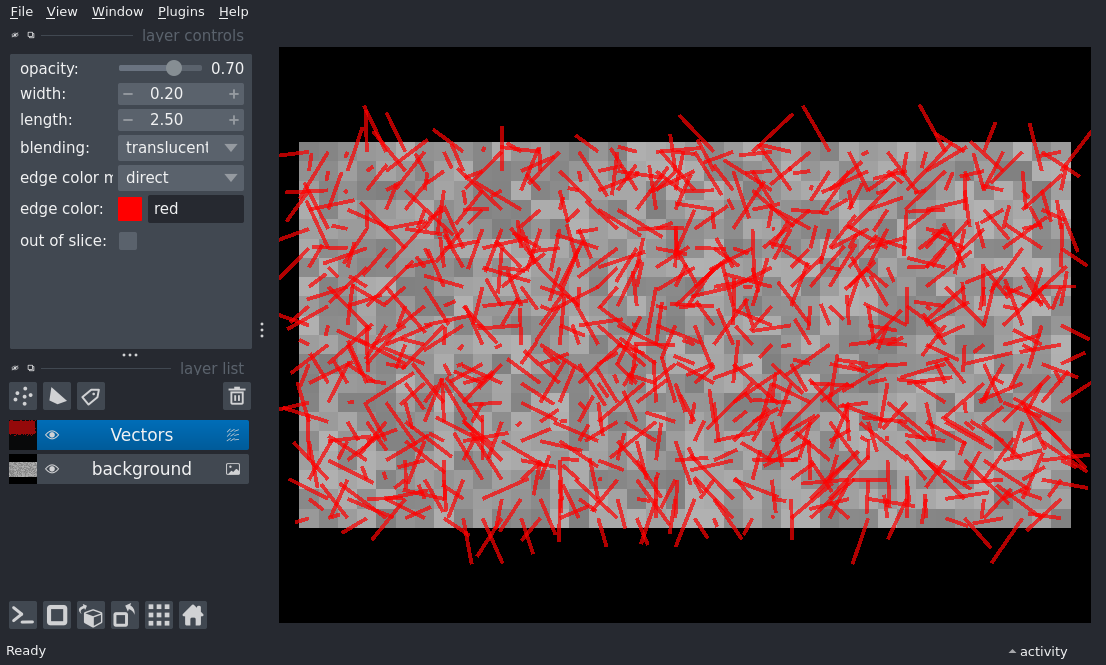 File View Window Plugins Help
layer controls
opacity: 0.70
width: − 0.20 +
length: − 2.50 +
blending: translucent
edge color m direct
edge color: red
out of slice:
layer list
Vectors
background
Ready
activity